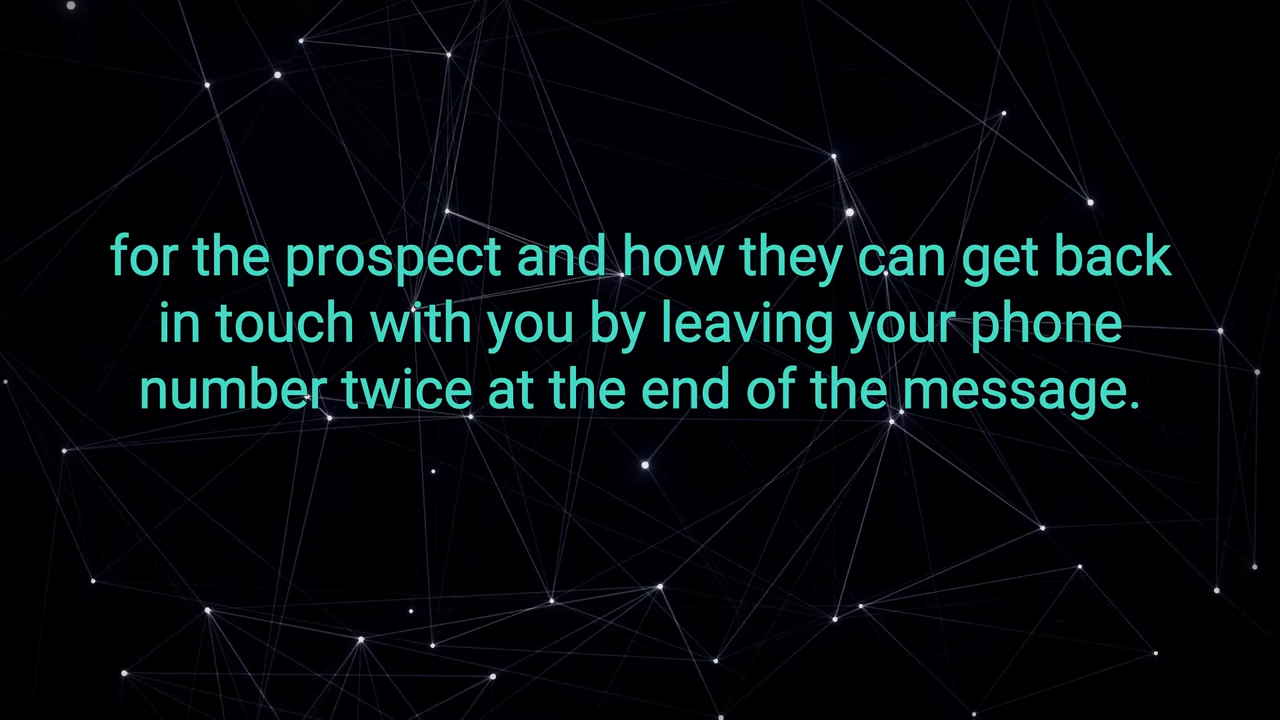 for the prospect and how they can get back
in touch with you by leaving your phone
number twice at the end of the message.